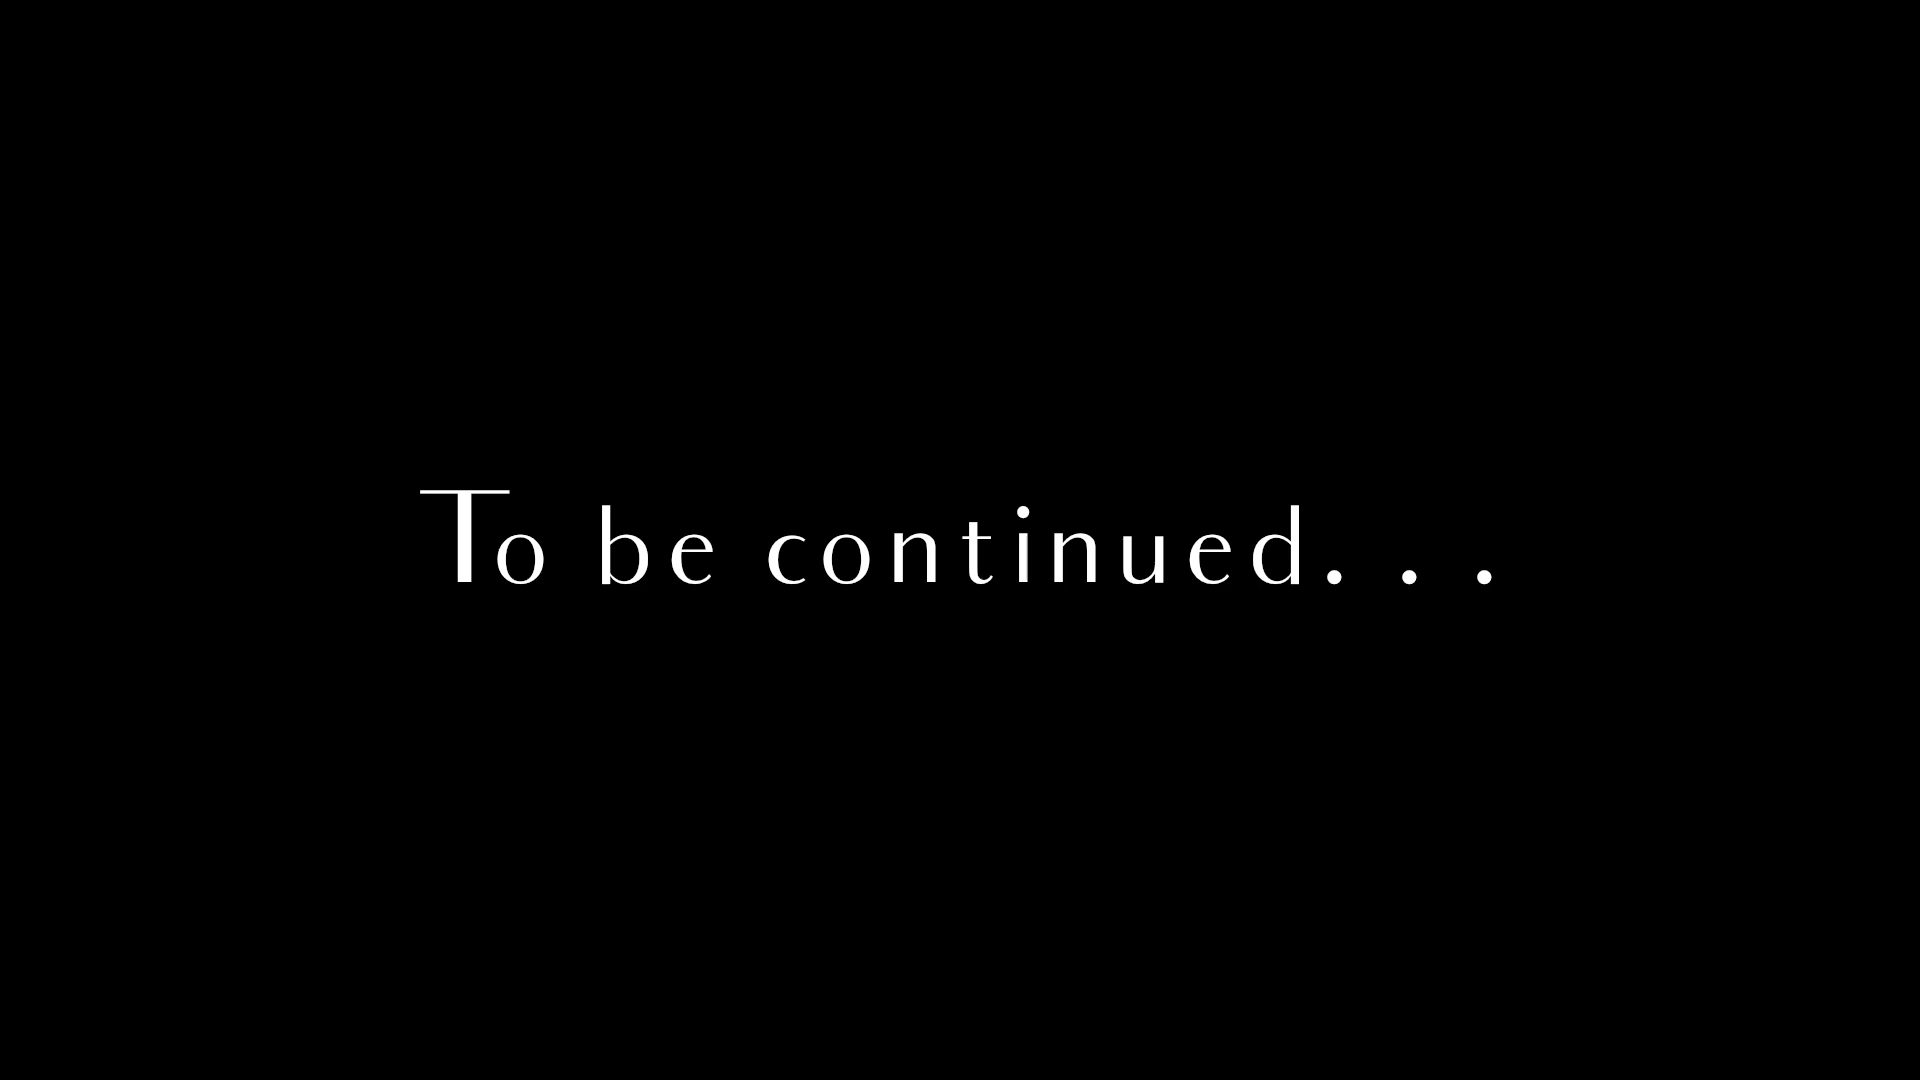 To be continued. . .